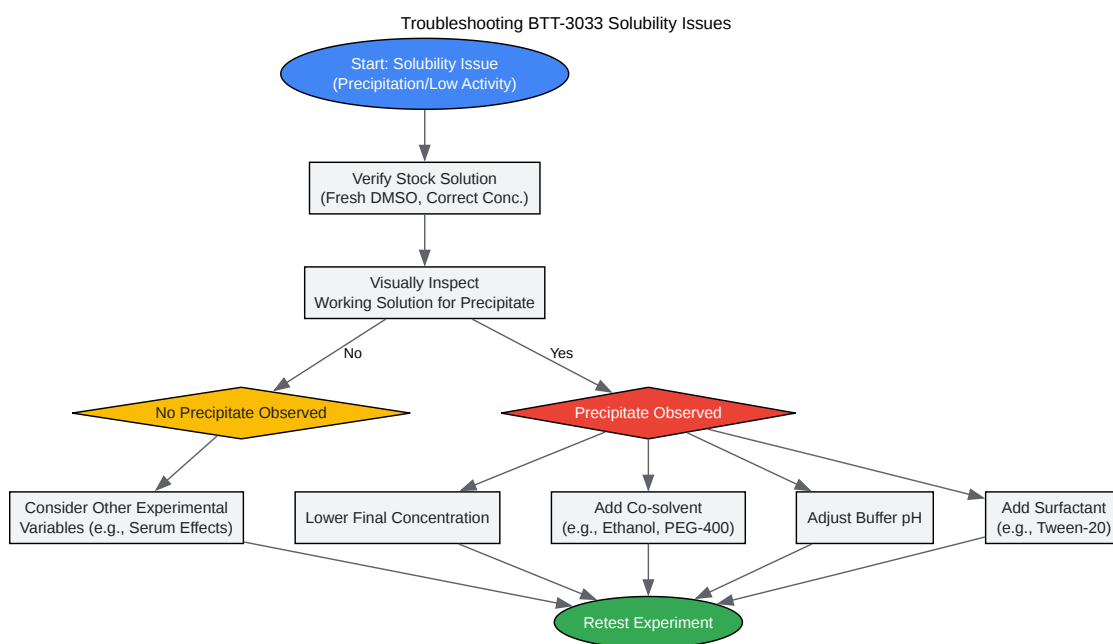 Troubleshooting BTT-3033 Solubility Issues
Start: Solubility Issue
(Precipitation/Low Activity)
Verify Stock Solution
(Fresh DMSO, Correct Conc.)
Visually Inspect
Working Solution for Precipitate
No
Yes
No Precipitate Observed
Precipitate Observed
Consider Other Experimental
Variables (e.g., Serum Effects)
Lower Final Concentration
Add Co-solvent
(e.g., Ethanol, PEG-400)
Adjust Buffer pH
Add Surfactant
(e.g., Tween-20)
Retest Experiment